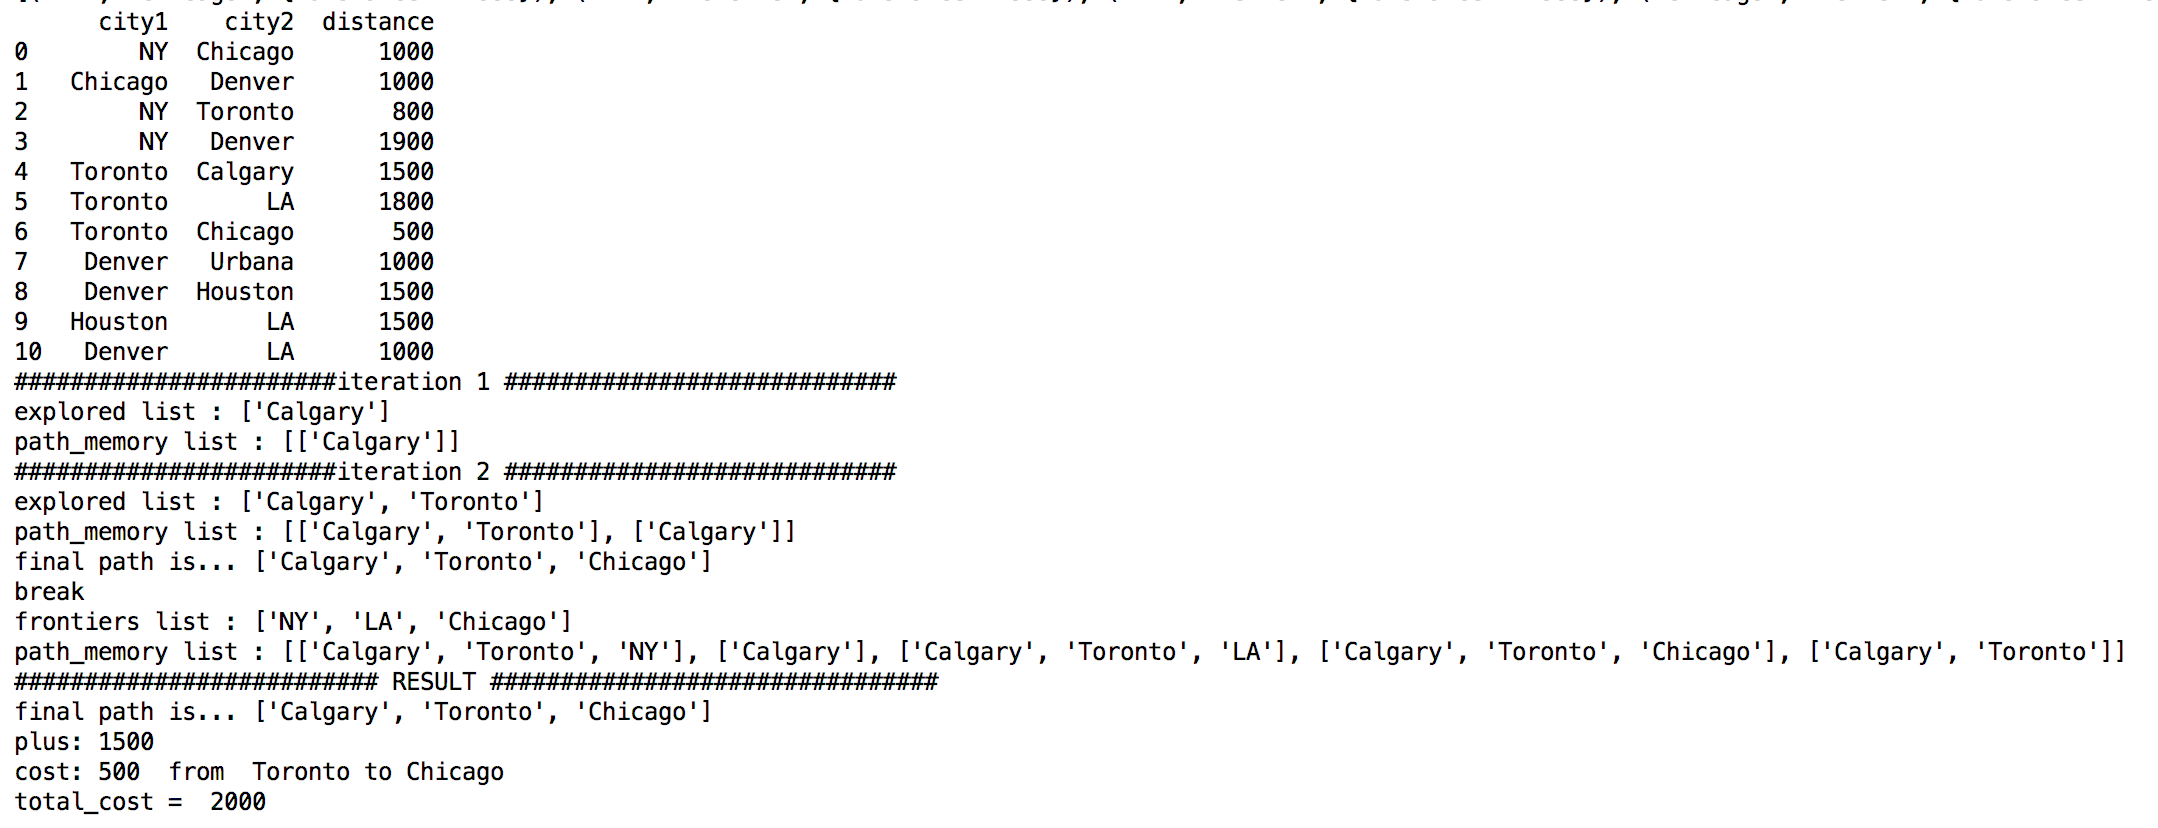 city1    city2  distance
0        NY  Chicago      1000
1   Chicago   Denver      1000
2        NY  Toronto       800
3        NY   Denver      1900
4   Toronto  Calgary      1500
5   Toronto       LA      1800
6   Toronto  Chicago       500
7    Denver   Urbana      1000
8    Denver  Houston      1500
9   Houston       LA      1500
10   Denver       LA      1000
#######################iteration 1 ############################
explored list : ['Calgary']
path_memory list : [['Calgary']]
#######################iteration 2 ############################
explored list : ['Calgary', 'Toronto']
path_memory list : [['Calgary', 'Toronto'], ['Calgary']]
final path is... ['Calgary', 'Toronto', 'Chicago']
break
frontiers list : ['NY', 'LA', 'Chicago']
path_memory list : [['Calgary', 'Toronto', 'NY'], ['Calgary'], ['Calgary', 'Toronto', 'LA'], ['Calgary', 'Toronto', 'Chicago'], ['Calgary', 'Toronto']]
########################## RESULT ################################
final path is... ['Calgary', 'Toronto', 'Chicago']
plus: 1500
cost: 500  from  Toronto to Chicago
total_cost =  2000